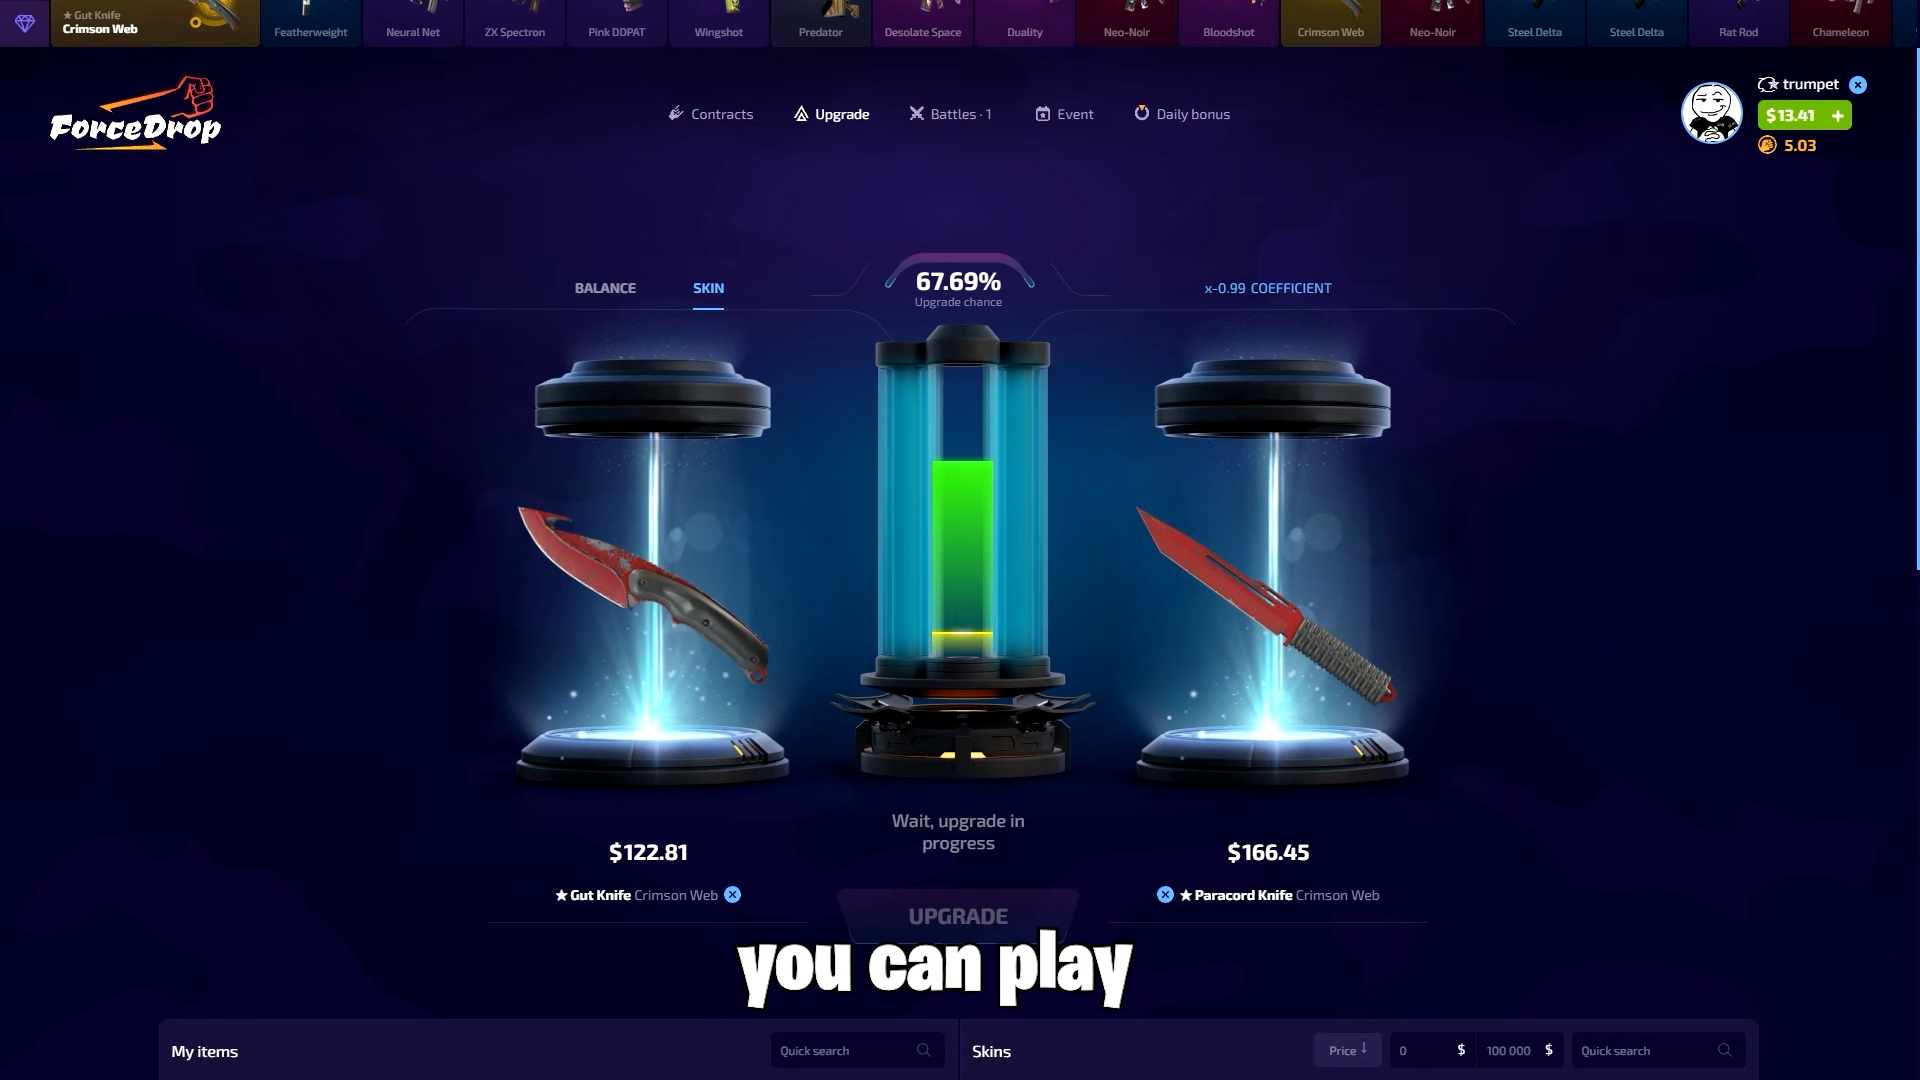 ★ Gut Knife
Crimson Web
Featherweight
Neural Net
ZX Spectron
Pink DDPAT
Wingshot
Predator
Desolate Space
Duality
Neo-Noir
Bloodshot
Crimson Web
Neo-Noir
Steel Delta
Steel Delta
Rat Rod
Chameleon
ForceDrop
Contracts
Upgrade
Battles · 1
Event
Daily bonus
trumpet
$13.41 +
5.03
BALANCE
SKIN
67.69%
Upgrade chance
x-0.99 COEFFICIENT
Wait, upgrade in
progress
$122.81
★ Gut Knife Crimson Web
$166.45
★ Paracord Knife Crimson Web
UPGRADE
you can play
My items
Quick search
Skins
Price ↓
0 $
100 000 $
Quick search